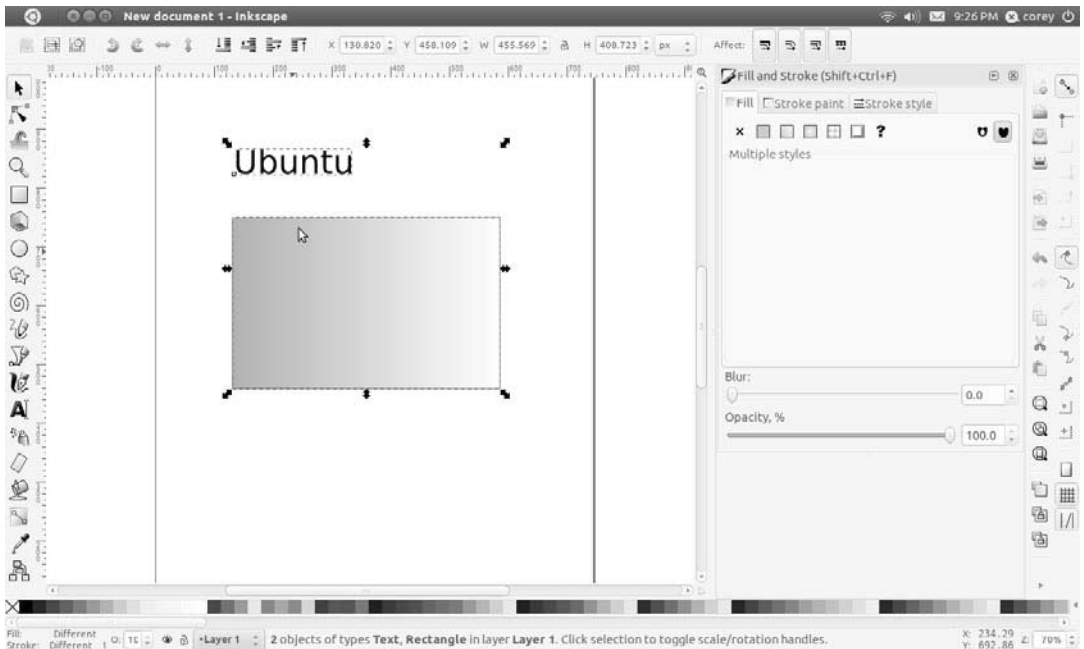 New document 1 - Inkscape
9:26 PM corey
X 130.820 Y 458.109 W 455.569 H 408.723 px Affect:
Fill and Stroke (Shift+Ctrl+F)
Fill Stroke paint Stroke style
?
Multiple styles
Ubuntu
Blur:
0.0
Opacity, %
100.0
Fill: Different
Stroke: Different
O:
•Layer 1
2 objects of types Text, Rectangle in layer Layer 1. Click selection to toggle scale/rotation handles.
X: 234.29
Y: 692.86
Z: 70%